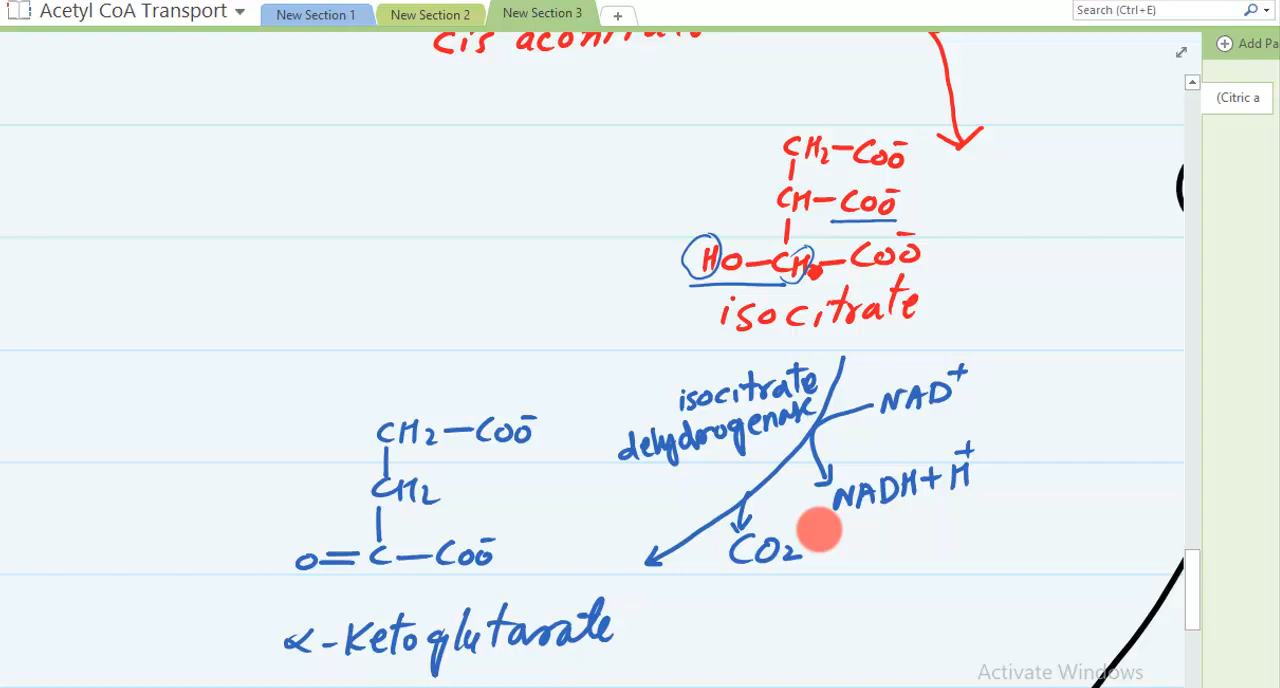 Acetyl CoA Transport
New Section 1
New Section 2
New Section 3
+
Search (Ctrl+E)
Add Pa
(Citric a
cis aconitate
CH2–COO⁻
CH–COO⁻
HO–CH–COO⁻
isocitrate
isocitrate
dehydrogenase
NAD+
NADH+H+
CO2
CH2–COO⁻
CH2
O=C–COO⁻
α-Ketoglutarate
Activate Windows